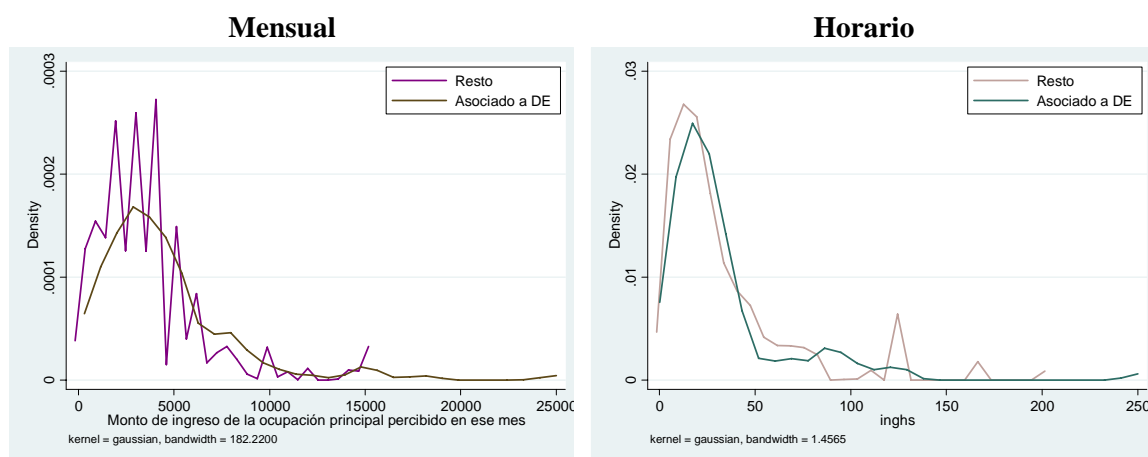 Mensual
Horario
Resto
Asociado a DE
Density
0
.0001
.0002
.0003
0
5000
10000
15000
20000
25000
Monto de ingreso de la ocupación principal percibido en ese mes
kernel = gaussian, bandwidth = 182.2200
Resto
Asociado a DE
Density
0
.01
.02
.03
0
50
100
150
200
250
inghs
kernel = gaussian, bandwidth = 1.4565